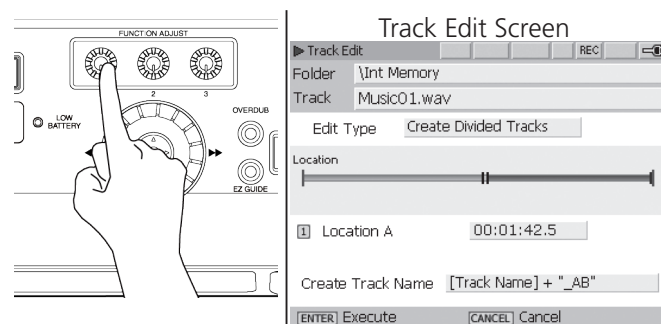 FUNCTION ADJUST
2
3
LOW
BATTERY
OVERDUB
EZ GUIDE
Track Edit Screen
Track Edit
REC
Folder
\Int Memory
Track
Music01.wav
Edit Type
Create Divided Tracks
Location
1 Location A
00:01:42.5
Create Track Name
[Track Name] + "_AB"
ENTER Execute
CANCEL Cancel